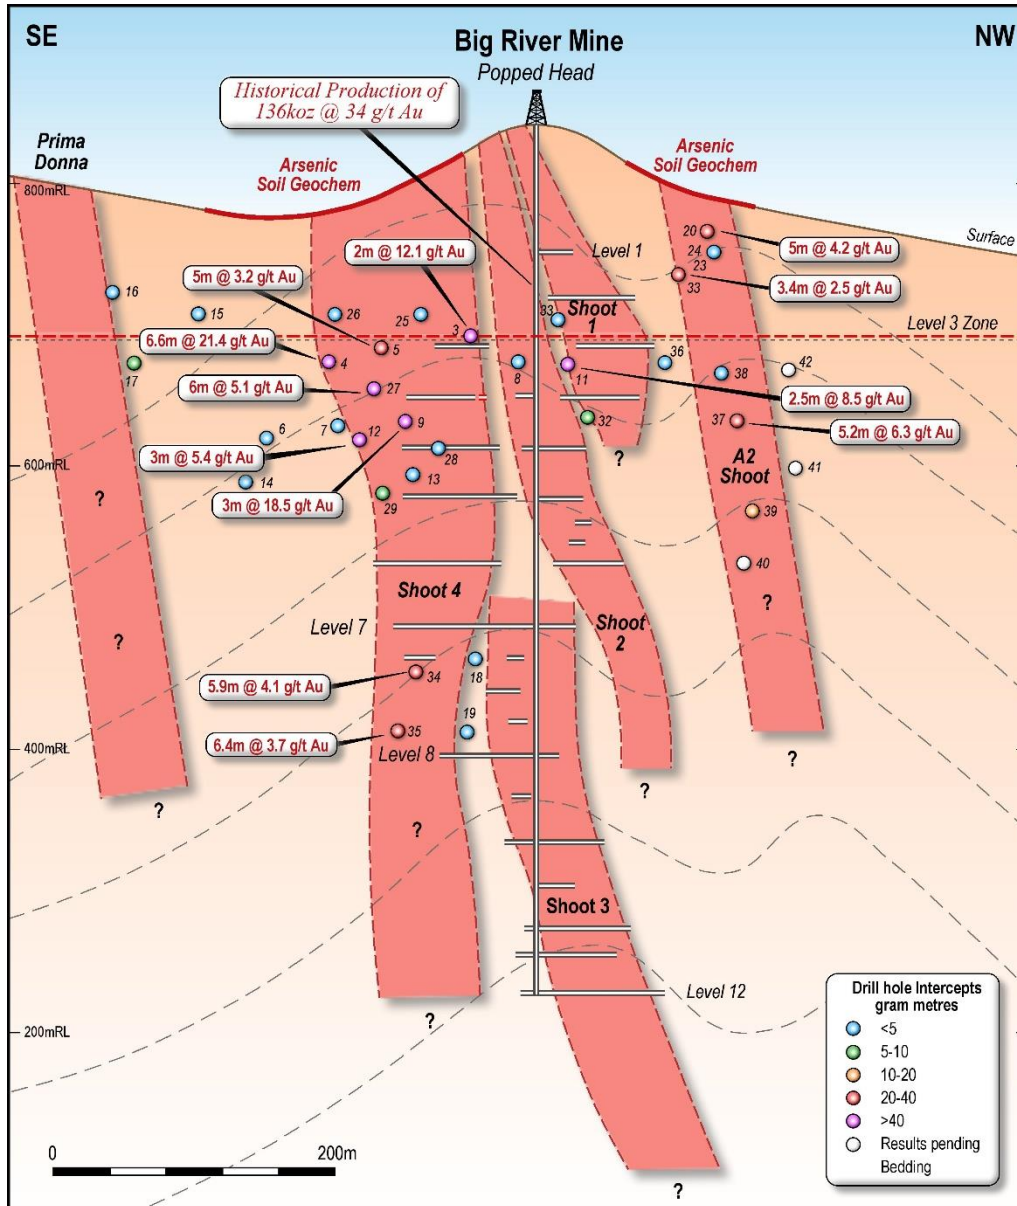 SE
Big River Mine
NW
Popped Head
Historical Production of
136koz @ 34 g/t Au
Prima
Donna
Arsenic
Soil Geochem
Arsenic
Soil Geochem
800mRL
Surface
Level 1
2m @ 12.1 g/t Au
5m @ 3.2 g/t Au
6.6m @ 21.4 g/t Au
6m @ 5.1 g/t Au
3m @ 5.4 g/t Au
3m @ 18.5 g/t Au
5m @ 4.2 g/t Au
3.4m @ 2.5 g/t Au
Level 3 Zone
2.5m @ 8.5 g/t Au
5.2m @ 6.3 g/t Au
20
24
23
33
16
15
26
25
3
33
Shoot
1
17
4
5
8
11
36
38
42
27
6
7
12
9
32
37
28
13
14
29
41
39
40
600mRL
A2
Shoot
?
?
?
?
Shoot 4
Level 7
Shoot
2
5.9m @ 4.1 g/t Au
34
18
6.4m @ 3.7 g/t Au
35
19
Level 8
400mRL
?
?
?
?
Shoot 3
Level 12
?
200mRL
?
0
200m
Drill hole Intercepts
gram metres
<5
5-10
10-20
20-40
>40
Results pending
Bedding